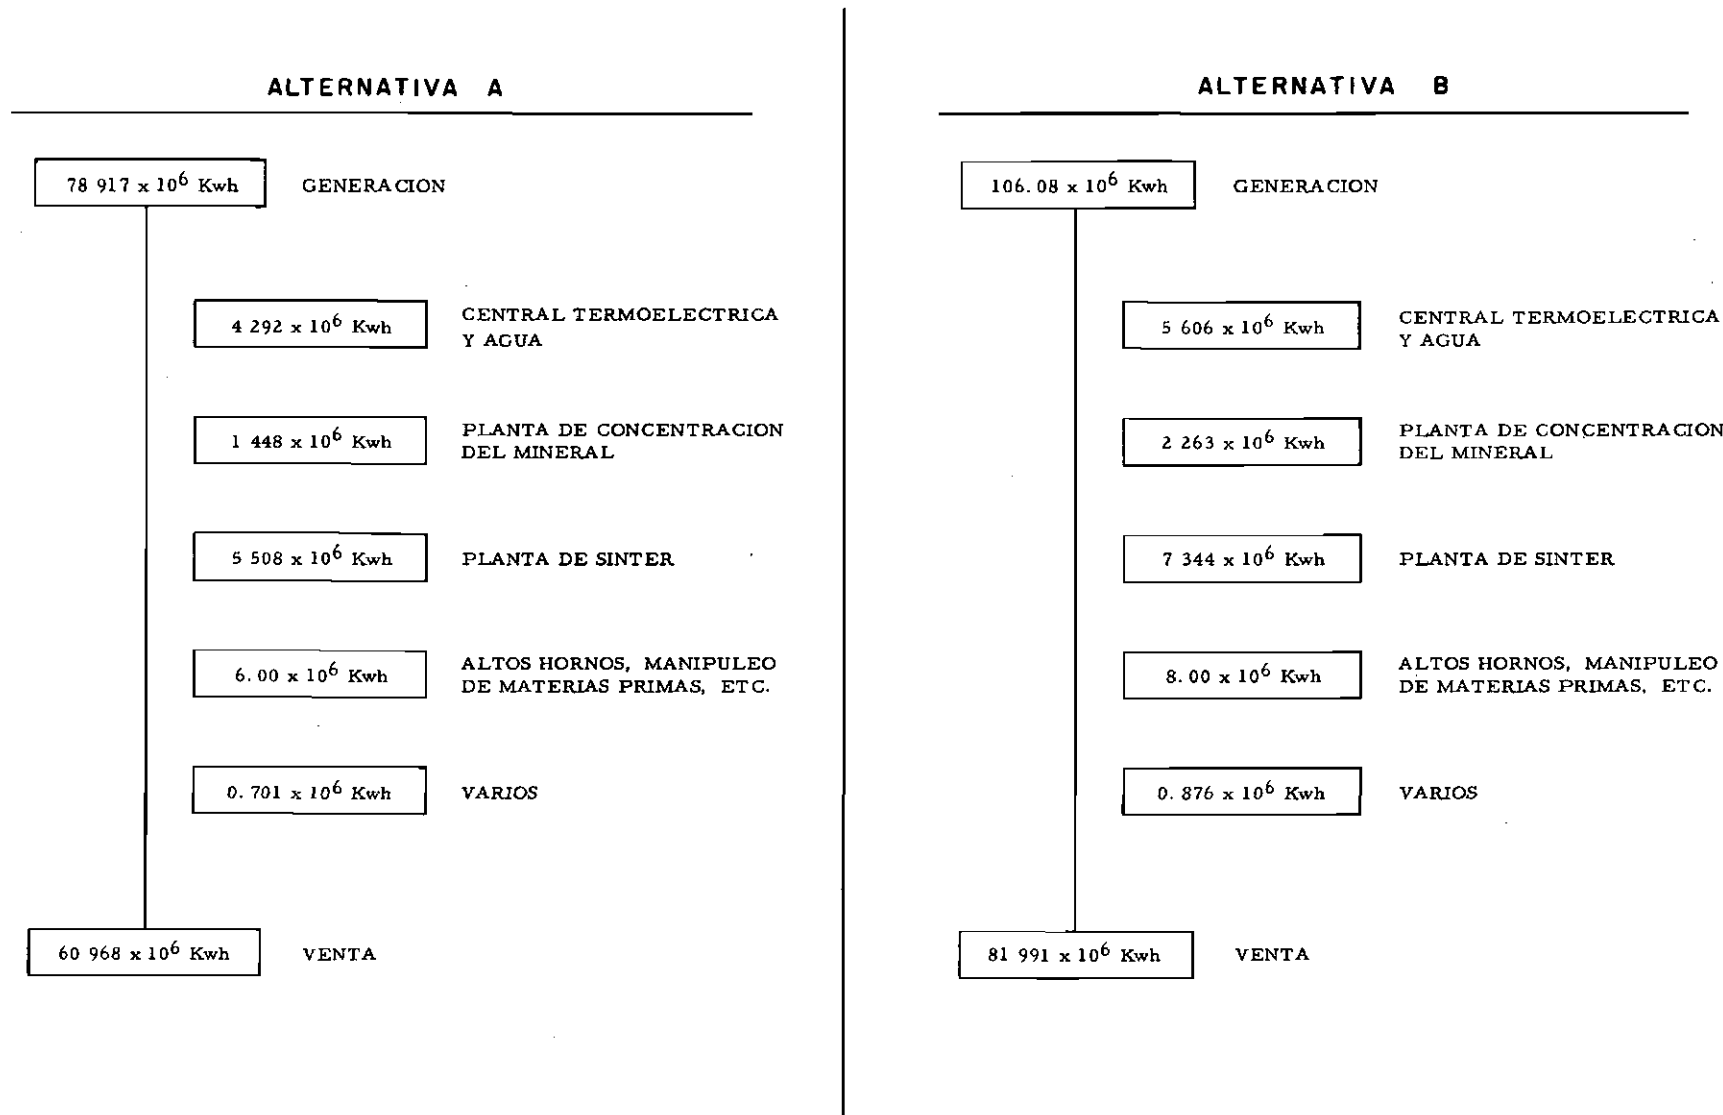 ALTERNATIVA A
78 917 x 10⁶ Kwh GENERACION
4 292 x 10⁶ Kwh CENTRAL TERMOELECTRICA
Y AGUA
1 448 x 10⁶ Kwh PLANTA DE CONCENTRACION
DEL MINERAL
5 508 x 10⁶ Kwh PLANTA DE SINTER
6.00 x 10⁶ Kwh ALTOS HORNOS, MANIPULEO
DE MATERIAS PRIMAS, ETC.
0.701 x 10⁶ Kwh VARIOS
60 968 x 10⁶ Kwh VENTA
ALTERNATIVA B
106.08 x 10⁶ Kwh GENERACION
5 606 x 10⁶ Kwh CENTRAL TERMOELECTRICA
Y AGUA
2 263 x 10⁶ Kwh PLANTA DE CONCENTRACION
DEL MINERAL
7 344 x 10⁶ Kwh PLANTA DE SINTER
8.00 x 10⁶ Kwh ALTOS HORNOS, MANIPULEO
DE MATERIAS PRIMAS, ETC.
0.876 x 10⁶ Kwh VARIOS
81 991 x 10⁶ Kwh VENTA